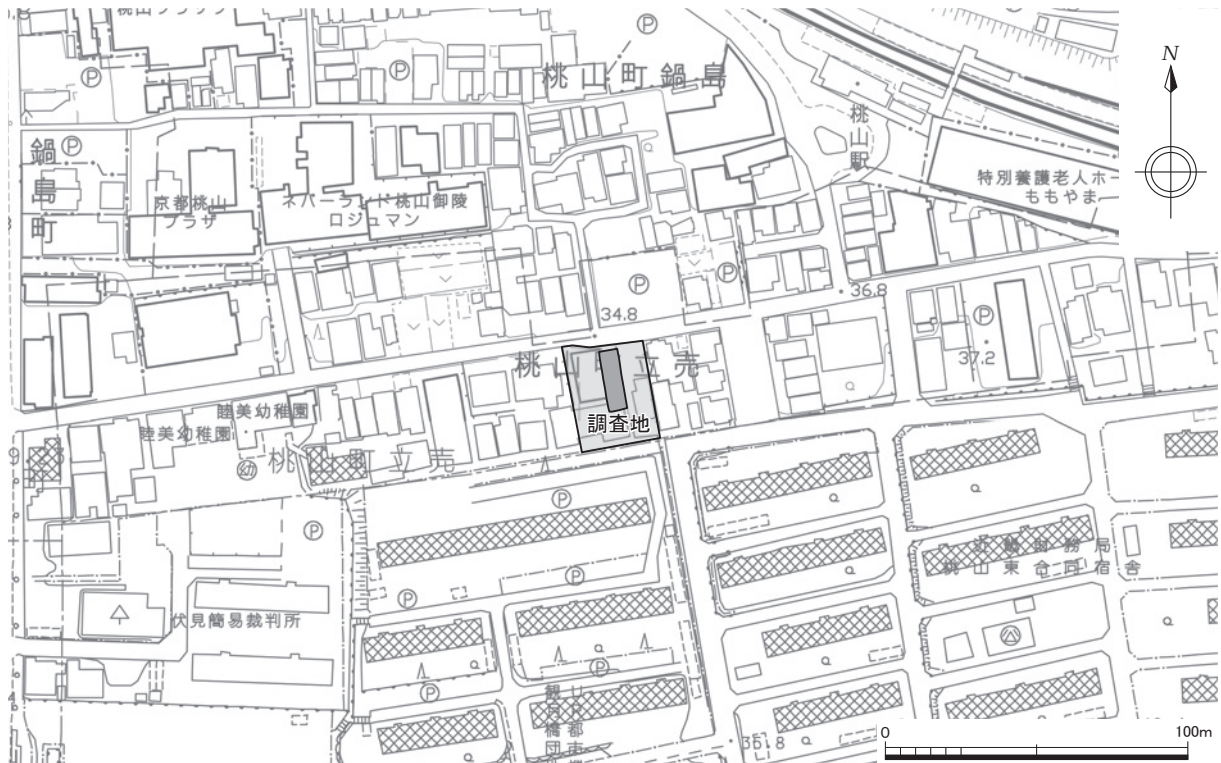 桃山町鍋島
N
桃山駅
鍋島町
特別養護老人ホー
ももやま
京都桃山
プラザ
ネバーランド桃山御陵
ロジュマン
36.8
34.8
37.2
桃山町立売
調査地
睦美幼稚園
睦美幼稚園
幼
桃山町立売
近畿財務局
桃山東合同宿舎
伏見簡易裁判所
0
100m
P
P
P
P
P
P
P
P
P
P
P
P